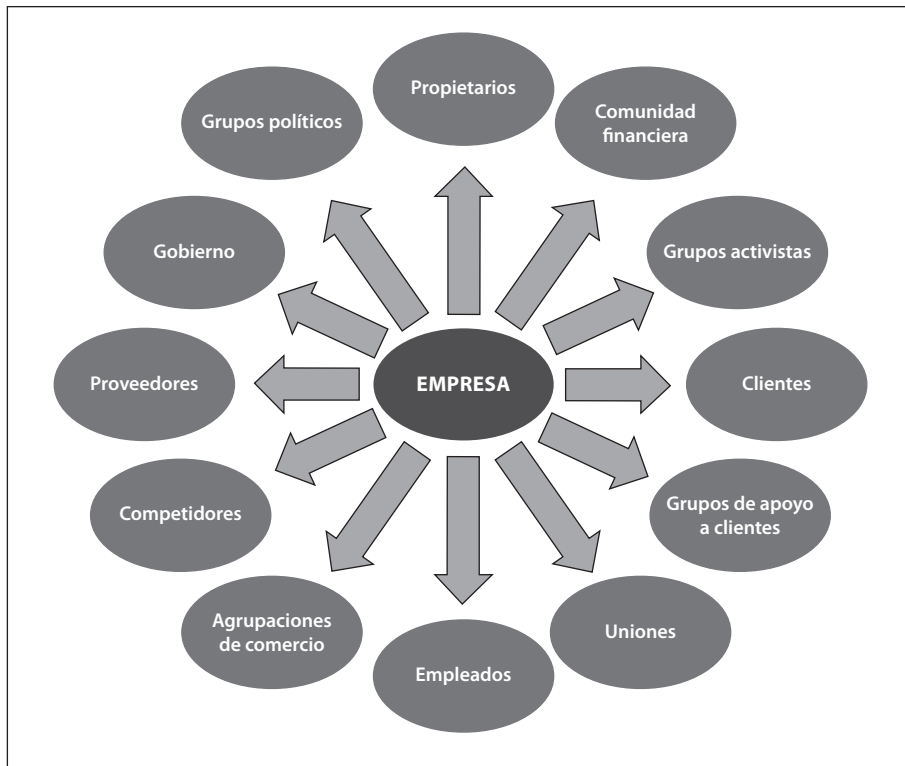 Propietarios
Comunidad
financiera
Grupos políticos
Gobierno
Grupos activistas
Proveedores
EMPRESA
Clientes
Competidores
Grupos de apoyo
a clientes
Agrupaciones
de comercio
Empleados
Uniones